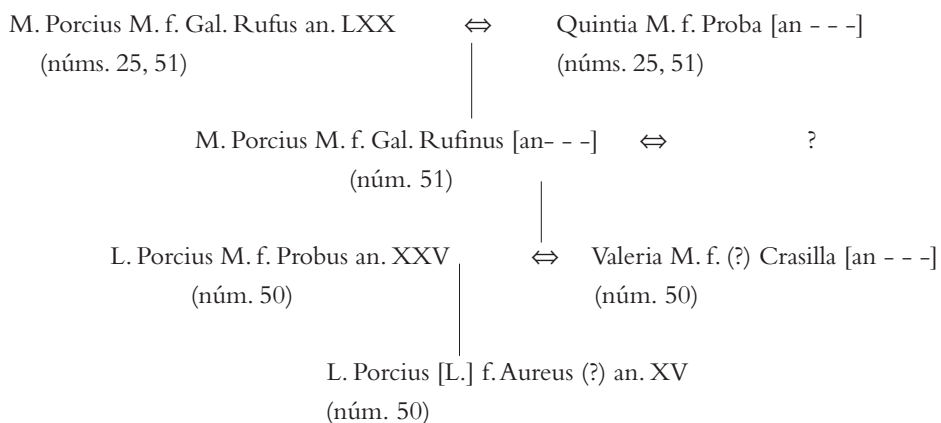 M. Porcius M. f. Gal. Rufus an. LXX ⇔ Quintia M. f. Proba [an - - -]
(núms. 25, 51) (núms. 25, 51)
M. Porcius M. f. Gal. Rufinus [an- - -] ⇔ ?
(núm. 51)
L. Porcius M. f. Probus an. XXV ⇔ Valeria M. f. (?) Crasilla [an - - -]
(núm. 50) (núm. 50)
L. Porcius [L.] f. Aureus (?) an. XV
(núm. 50)